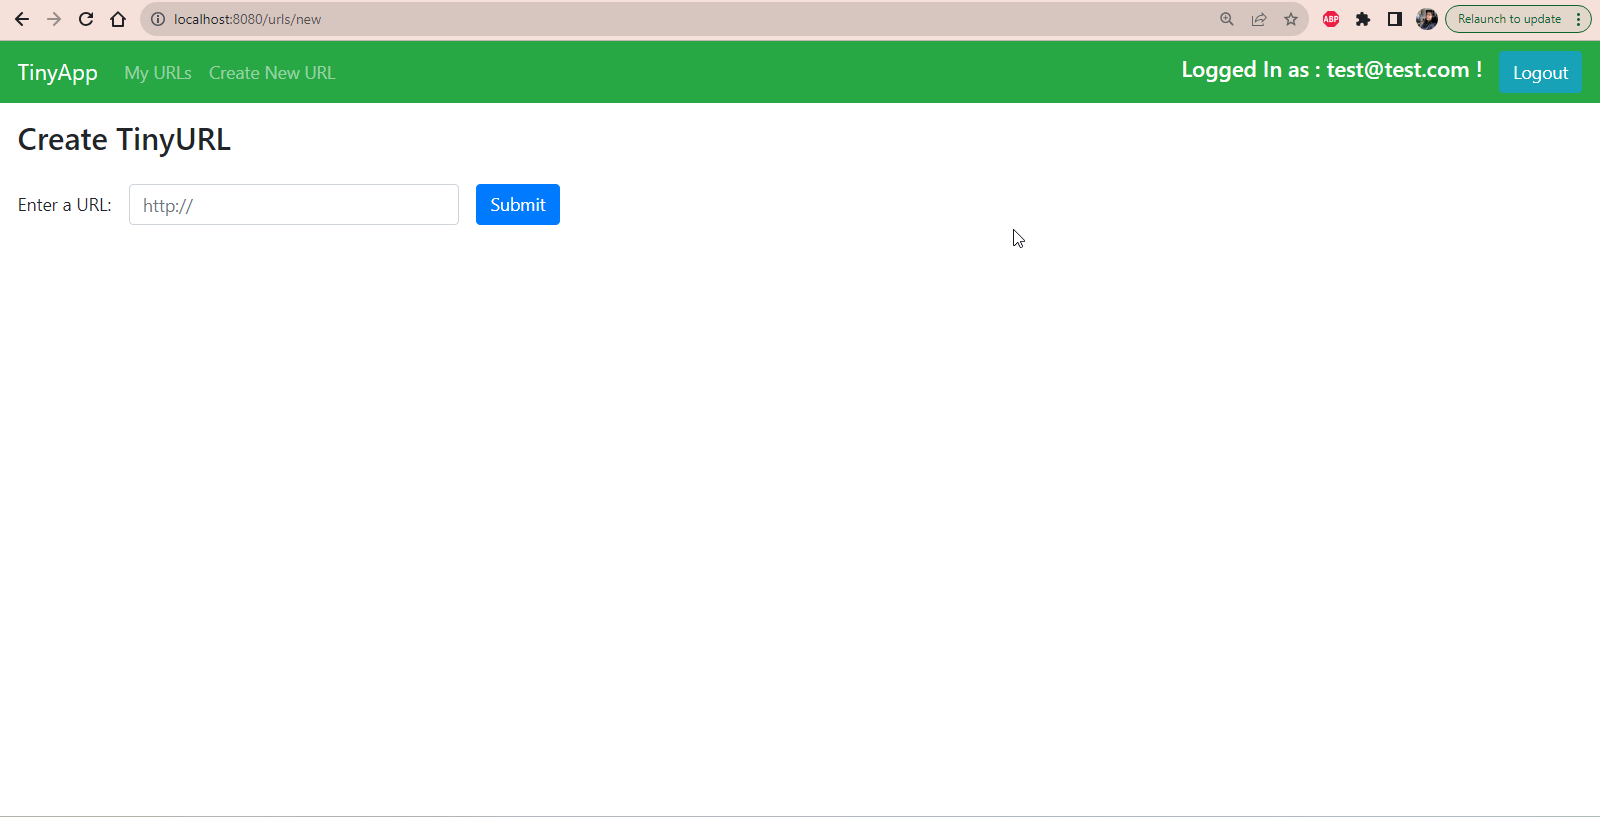 localhost:8080/urls/new
ABP
Relaunch to update
TinyApp
My URLs
Create New URL
Logged In as : test@test.com !
Logout
Create TinyURL
Enter a URL:
http://
Submit